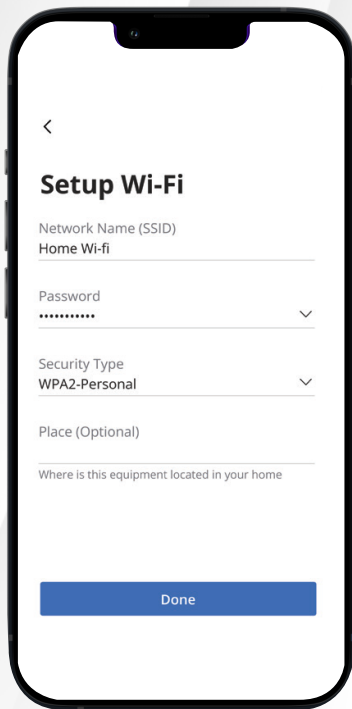 Setup Wi-Fi
Network Name (SSID)
Home Wi-fi
Password
•••••••••••
Security Type
WPA2-Personal
Place (Optional)
Where is this equipment located in your home
Done